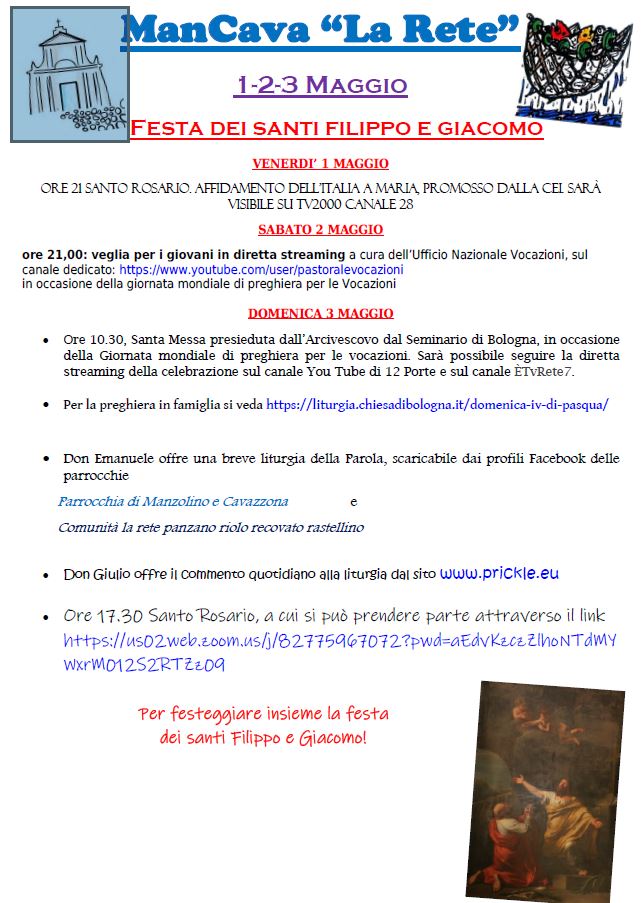 ManCava “La Rete”
1-2-3 Maggio
Festa dei santi filippo e giacomo
VENERDI’ 1 MAGGIO
ORE 21 SANTO ROSARIO. AFFIDAMENTO DELL’ITALIA A MARIA, PROMOSSO DALLA CEI. SARÀ
VISIBILE SU TV2000 CANALE 28
SABATO 2 MAGGIO
ore 21,00: veglia per i giovani in diretta streaming a cura dell’Ufficio Nazionale Vocazioni, sul
canale dedicato: https://www.youtube.com/user/pastoralevocazioni
in occasione della giornata mondiale di preghiera per le Vocazioni
DOMENICA 3 MAGGIO
• Ore 10.30, Santa Messa presieduta dall’Arcivescovo dal Seminario di Bologna, in occasione
della Giornata mondiale di preghiera per le vocazioni. Sarà possibile seguire la diretta
streaming della celebrazione sul canale You Tube di 12 Porte e sul canale ÈTvRete7.
• Per la preghiera in famiglia si veda https://liturgia.chiesadibologna.it/domenica-iv-di-pasqua/
• Don Emanuele offre una breve liturgia della Parola, scaricabile dai profili Facebook delle
parrocchie
Parrocchia di Manzolino e Cavazzona e
Comunità la rete panzano riolo recovato rastellino
• Don Giulio offre il commento quotidiano alla liturgia dal sito www.prickle.eu
• Ore 17.30 Santo Rosario, a cui si può prendere parte attraverso il link
https://us02web.zoom.us/j/82775967072?pwd=aEdvKzczZlhoNTdMY
WxrM012S2RTZz09
Per festeggiare insieme la festa
dei santi Filippo e Giacomo!